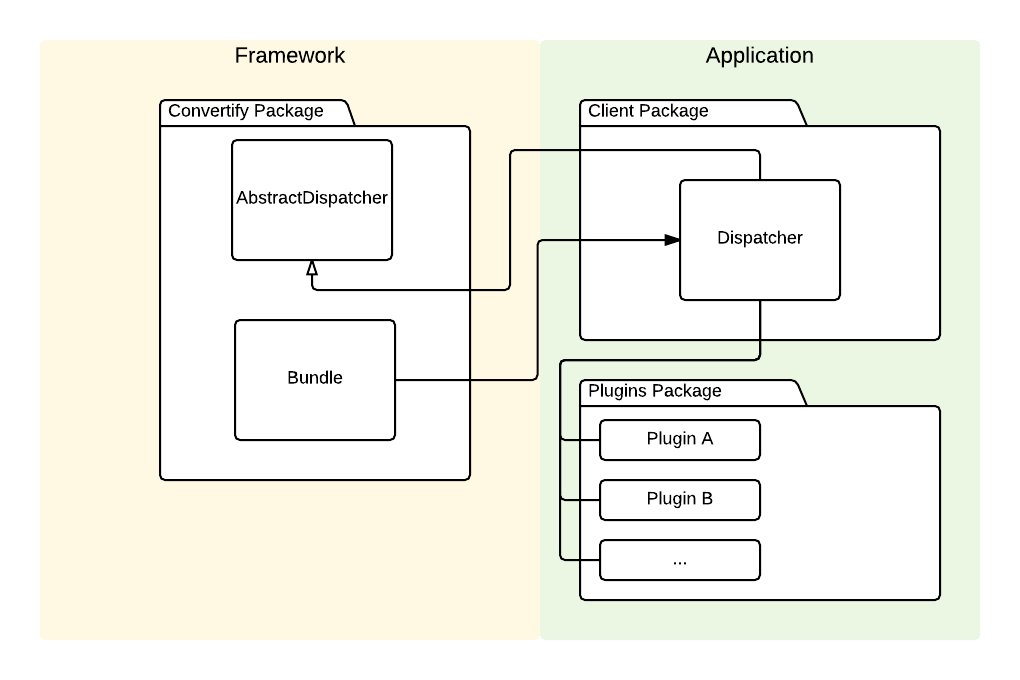 Framework
Application
Convertify Package
Client Package
AbstractDispatcher
Dispatcher
Bundle
Plugins Package
Plugin A
Plugin B
...